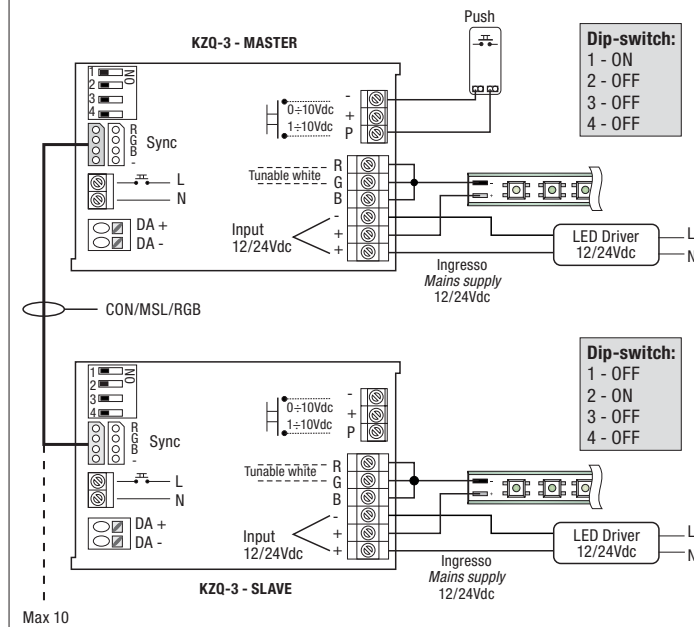 Push
KZQ-3 - MASTER
Dip-switch:
1 - ON
2 - OFF
3 - OFF
4 - OFF
1
2
3
4
ON
-
+
P
0÷10Vdc
1÷10Vdc
R
G
B
-
Sync
L
N
DA +
DA -
Tunable white
R
G
B
-
+
+
Input
12/24Vdc
-
+
LED Driver
12/24Vdc
L
N
Ingresso
Mains supply
12/24Vdc
CON/MSL/RGB
Dip-switch:
1 - OFF
2 - ON
3 - OFF
4 - OFF
1
2
3
4
ON
-
+
P
0÷10Vdc
1÷10Vdc
R
G
B
-
Sync
L
N
DA +
DA -
Tunable white
R
G
B
-
+
+
Input
12/24Vdc
-
+
LED Driver
12/24Vdc
L
N
Ingresso
Mains supply
12/24Vdc
KZQ-3 - SLAVE
Max 10